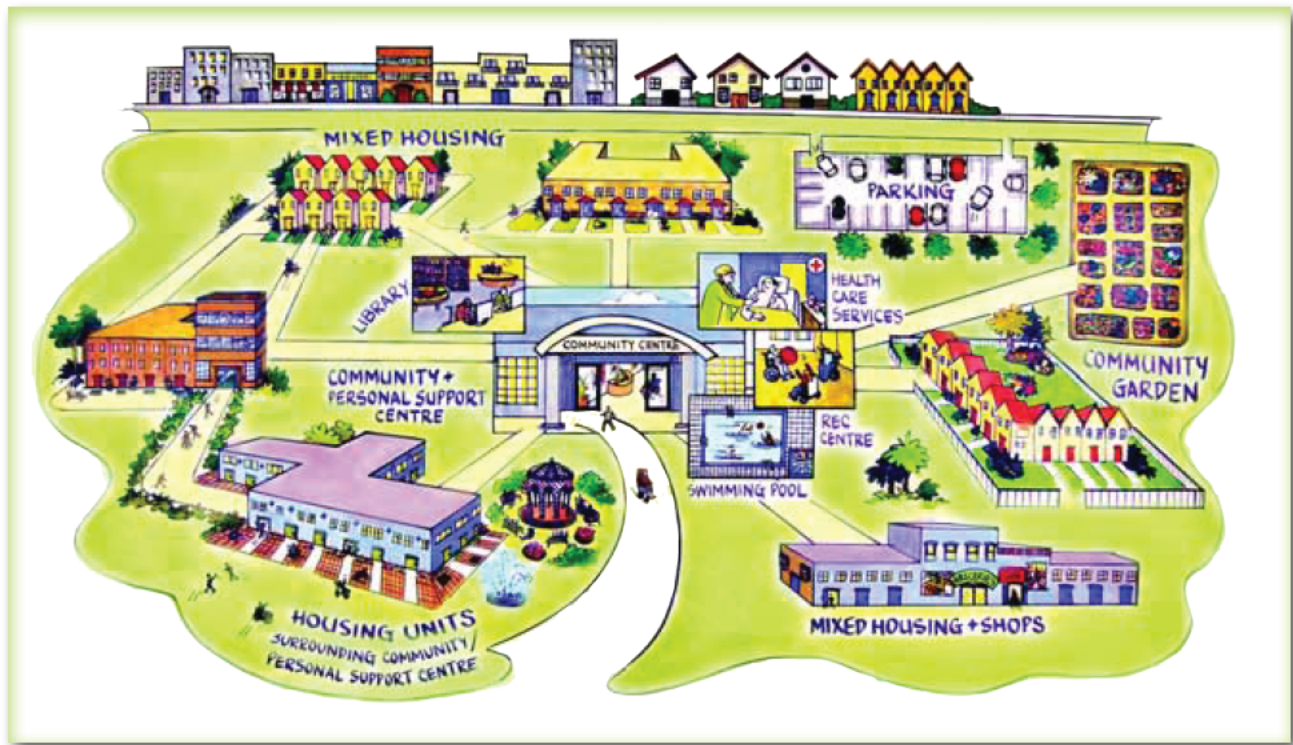 MIXED HOUSING
PARKING
LIBRARY
HEALTH
CARE
SERVICES
COMMUNITY CENTRE
COMMUNITY
GARDEN
COMMUNITY +
PERSONAL SUPPORT
CENTRE
REC
CENTRE
SWIMMING POOL
HOUSING UNITS
SURROUNDING COMMUNITY/
PERSONAL SUPPORT CENTRE
MIXED HOUSING + SHOPS